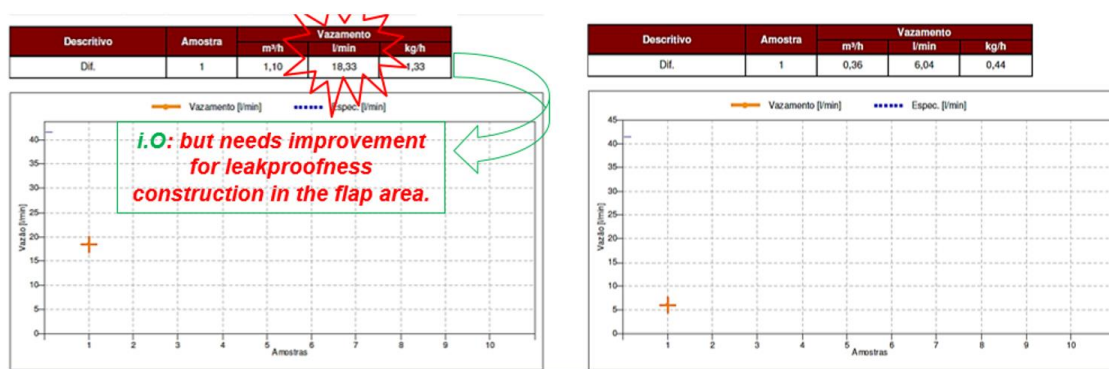 Descritivo Amostra Vazamento
m³/h l/min kg/h
Dif. 1 1,10 18,33 1,33
Vazamento [l/min] Espec. [l/min]
i.O: but needs improvement
for leakproofness
construction in the flap area.
Vazão [l/min]
40
35
30
25
20
15
10
5
0
1 2 3 4 5 6 7 8 9 10
Amostras
Descritivo Amostra Vazamento
m³/h l/min kg/h
Dif. 1 0,36 6,04 0,44
Vazamento [l/min] Espec. [l/min]
Vazão [l/min]
45
40
35
30
25
20
15
10
5
0
1 2 3 4 5 6 7 8 9 10
Amostras